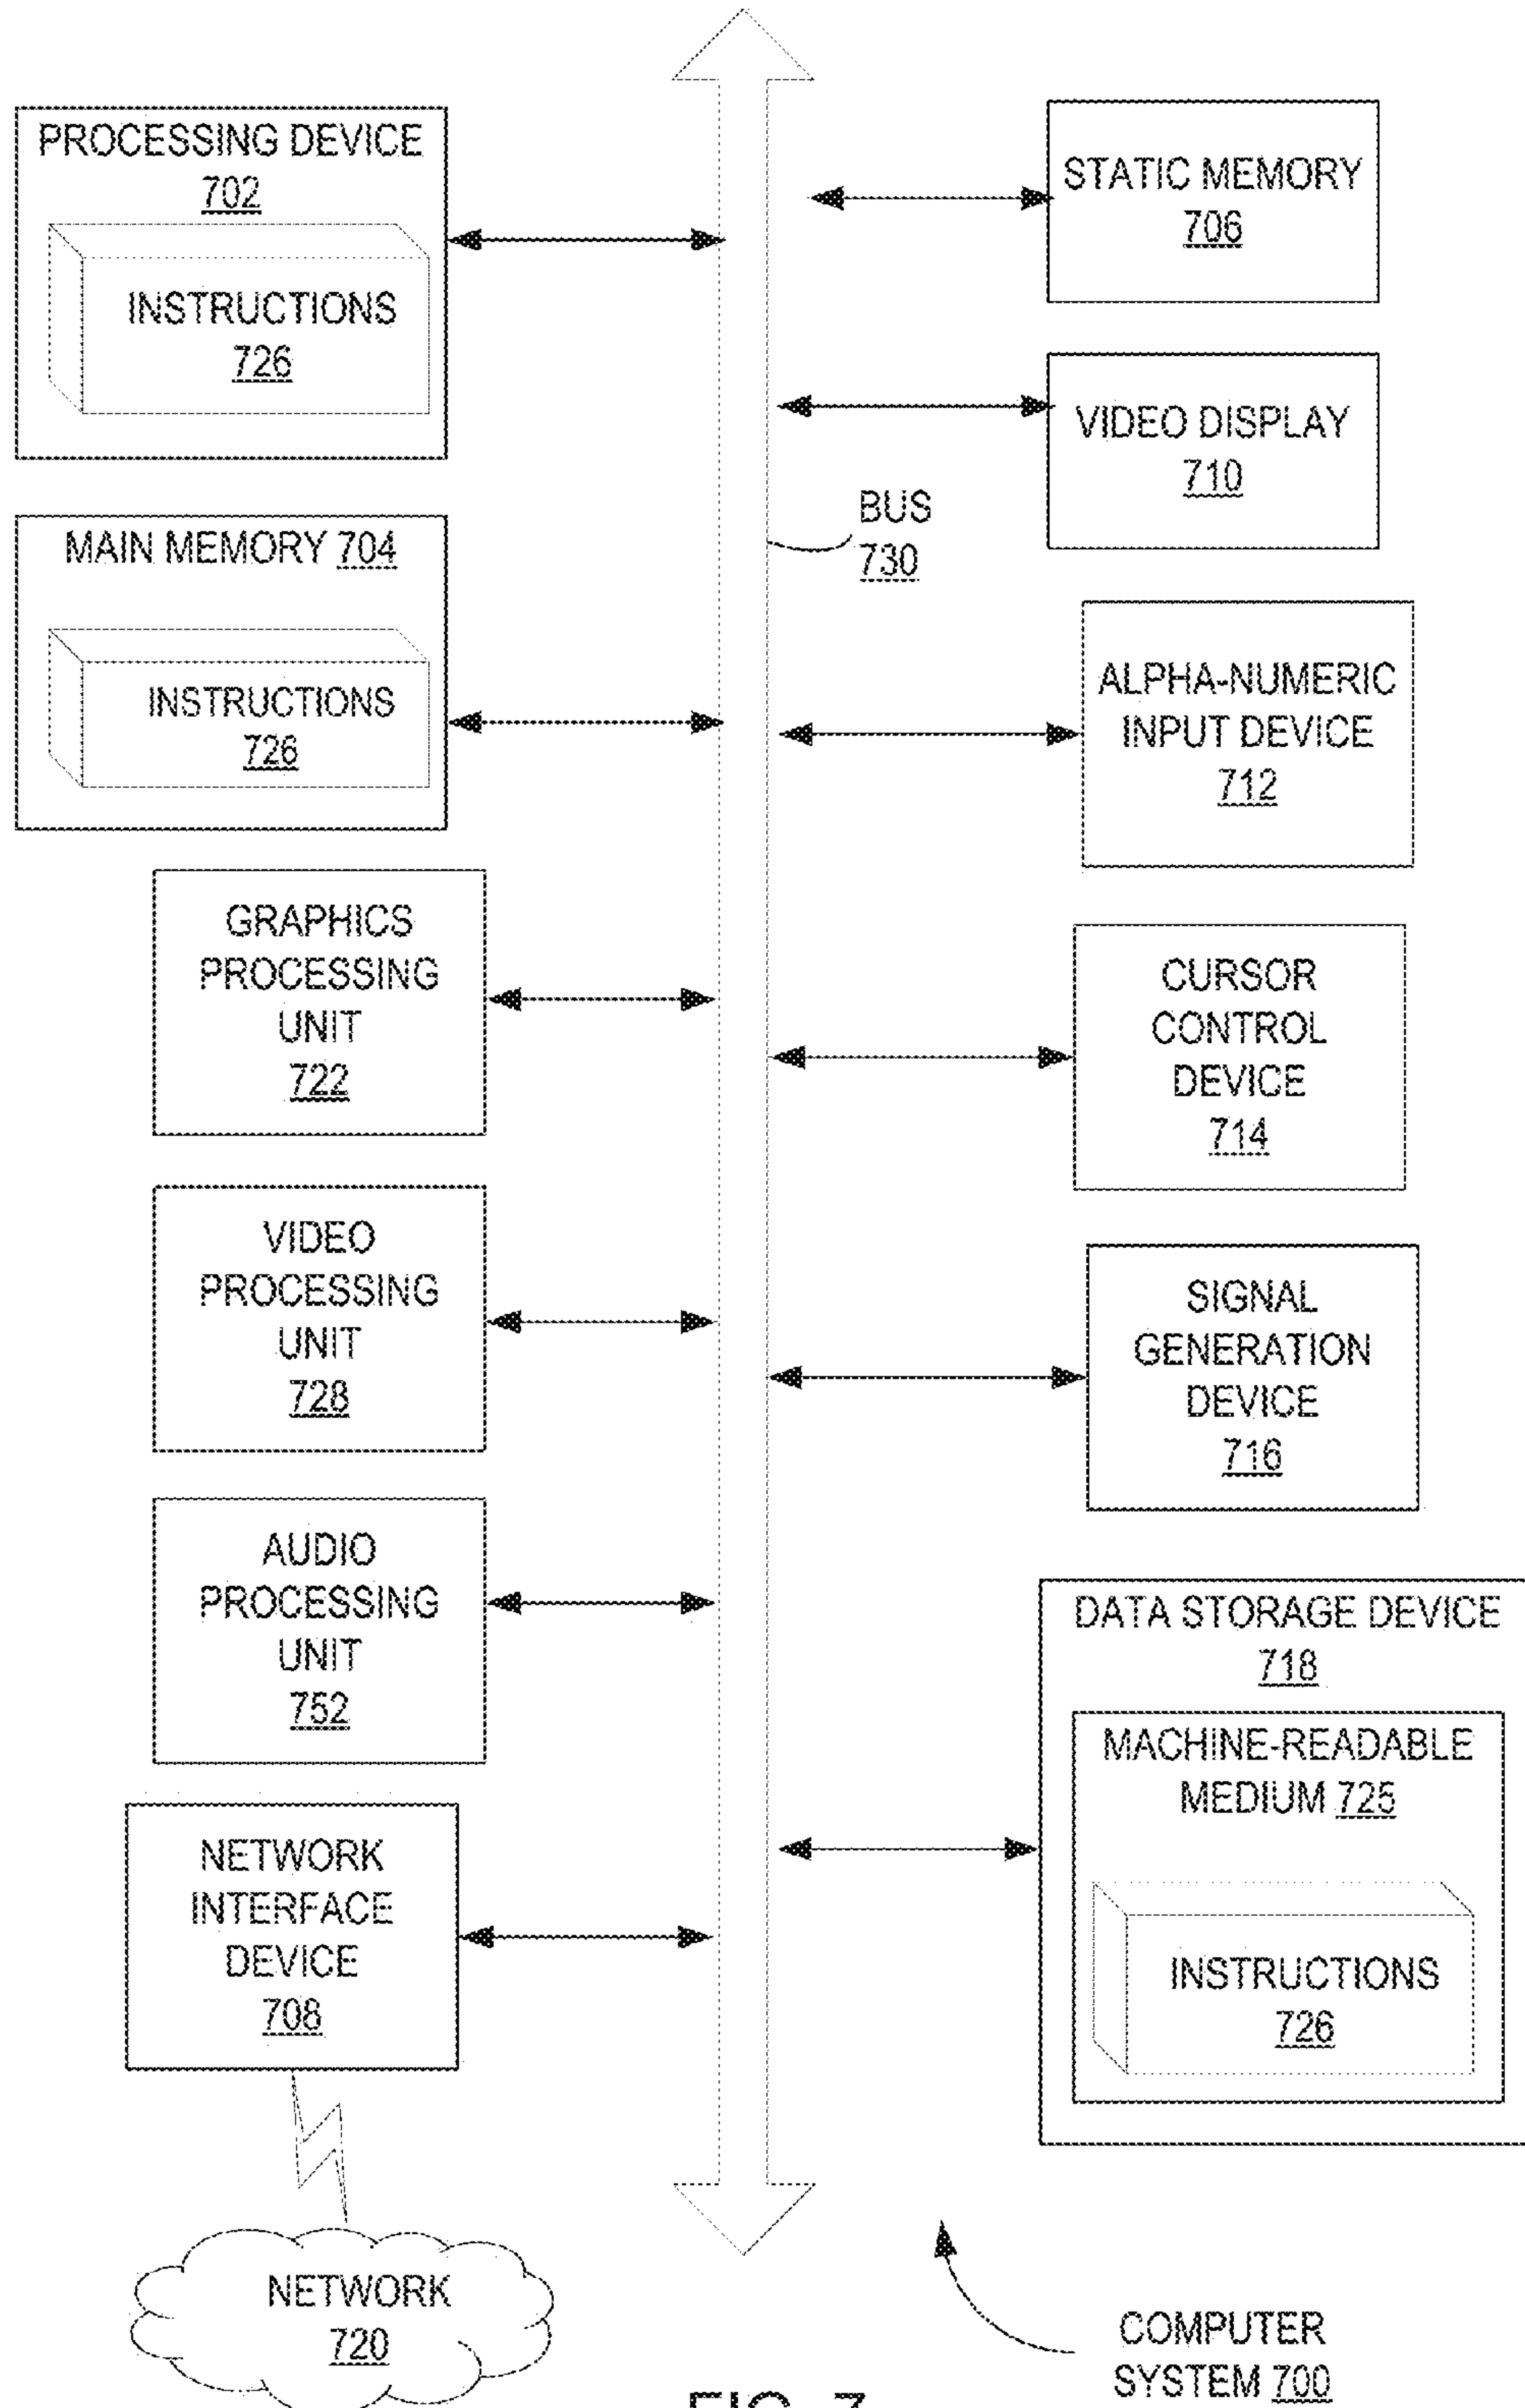 PROCESSING DEVICE
702
INSTRUCTIONS
726
MAIN MEMORY 704
INSTRUCTIONS
726
GRAPHICS
PROCESSING
UNIT
722
VIDEO
PROCESSING
UNIT
728
AUDIO
PROCESSING
UNIT
752
NETWORK
INTERFACE
DEVICE
708
NETWORK
720
BUS
730
STATIC MEMORY
706
VIDEO DISPLAY
710
ALPHA-NUMERIC
INPUT DEVICE
712
CURSOR
CONTROL
DEVICE
714
SIGNAL
GENERATION
DEVICE
716
DATA STORAGE DEVICE
718
MACHINE-READABLE
MEDIUM 725
INSTRUCTIONS
726
COMPUTER
SYSTEM 700
FIG. 7